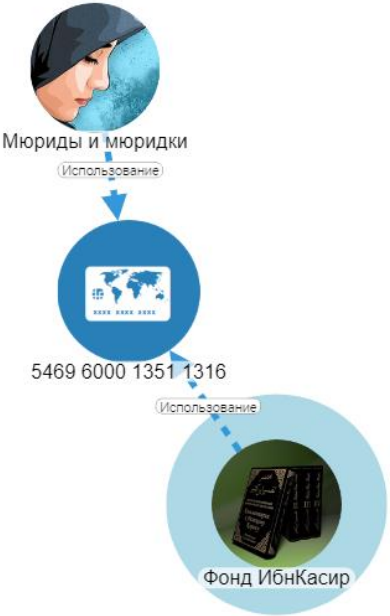 Мюриды и мюридки
Использование
5469 6000 1351 1316
Использование
Фонд ИбнКасир